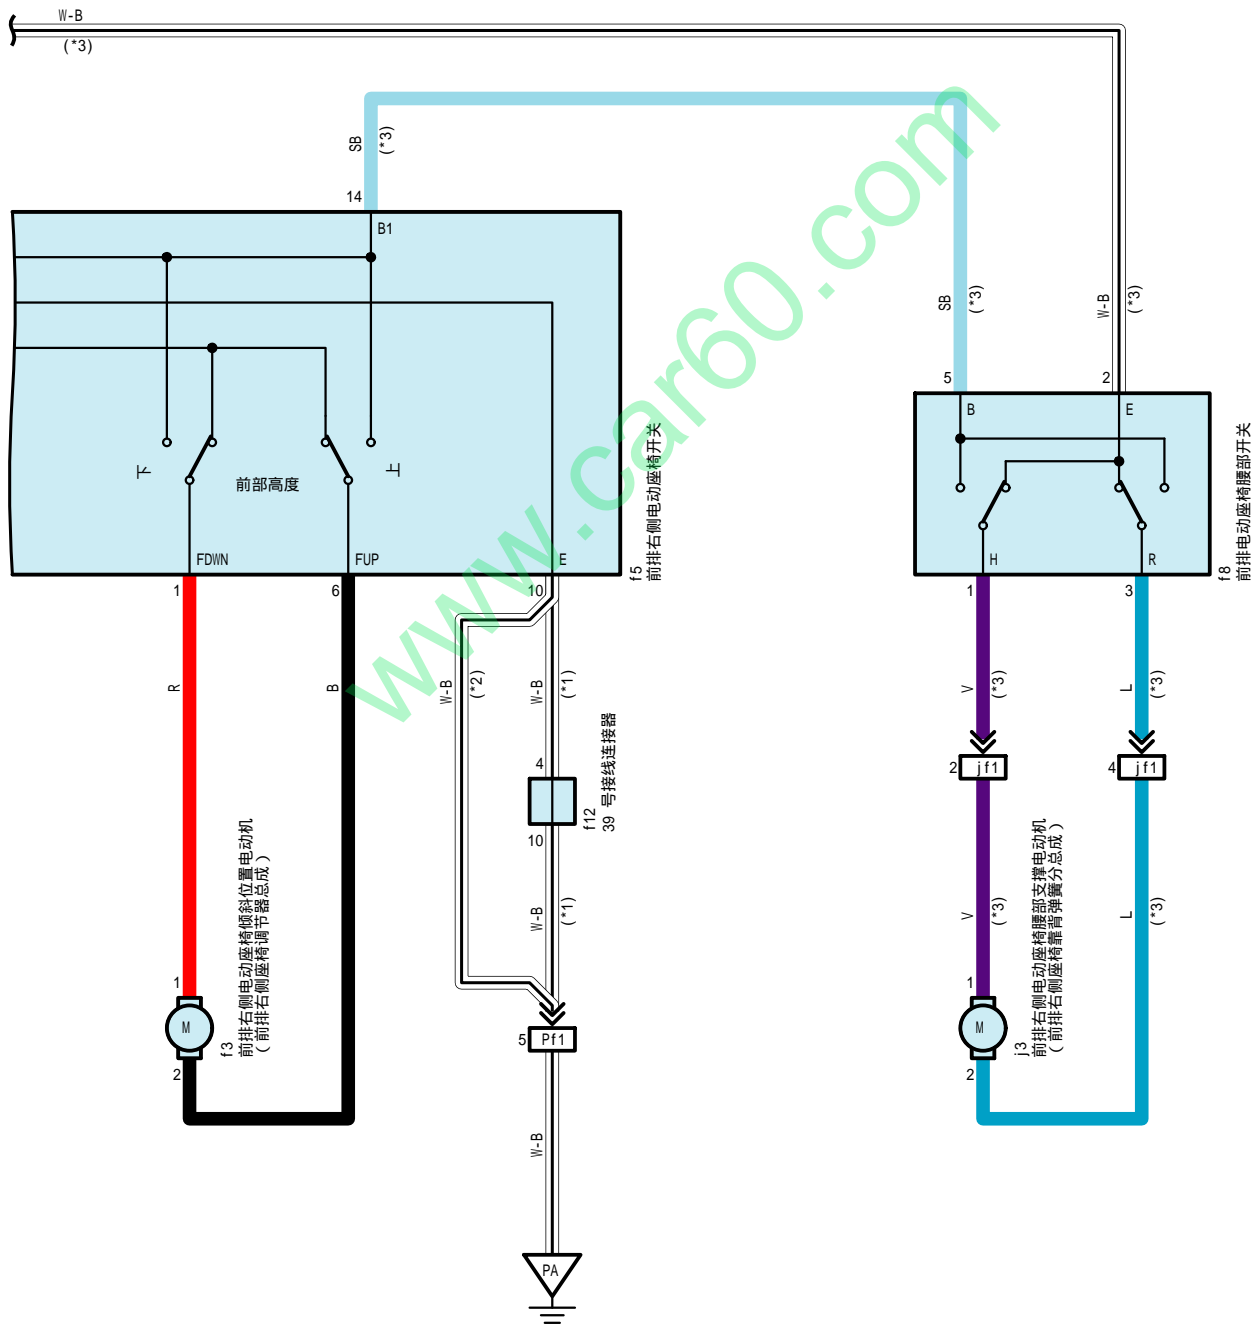 W-B
(*3)
SB
(*3)
14
B1
下
前部高度
上
FDWN
FUP
E
1
6
10
f5
前排右侧电动座椅开关
SB
(*3)
W-B
(*3)
5
2
B
E
H
R
1
3
f8
前排电动座椅腰部开关
R
B
W-B
(*2)
W-B
(*1)
V
(*3)
L
(*3)
4
f12
39 号接线连接器
10
2
jf1
4
jf1
W-B
(*1)
V
(*3)
L
(*3)
1
M
2
f3
前排右侧电动座椅倾斜位置电动机
(前排右侧座椅调节器总成)
5
Pf1
1
M
2
j3
前排右侧电动座椅腰部支撑电动机
(前排右侧座椅靠背弹簧分总成)
W-B
PA
www.car60.com